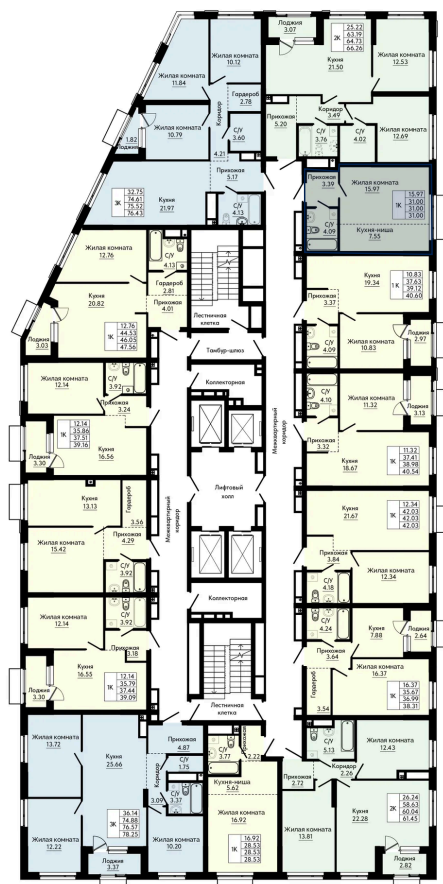 Лоджия
3.07
2К
25.22
63.19
64.73
66.26
Жилая комната
10.12
Жилая комната
11.84
Кухня
21.50
Жилая комната
12.53
Гардероб
2.78
Коридор
Жилая комната
10.79
1.82
Лоджия
С/У
3.60
4.21
Прихожая
5.20
Коридор
3.49
С/У
3.76
С/У
4.02
Жилая комната
12.69
Прихожая
5.17
3К
32.75
74.61
75.52
76.43
Кухня
21.97
С/У
4.13
Прихожая
3.39
Жилая комната
15.97
1К
15.97
31.00
31.00
31.00
С/У
4.09
Кухня-ниша
7.55
Жилая комната
12.76
С/У
4.13
Гардероб
2.81
Кухня
20.82
Прихожая
4.01
Лестничная
клетка
1К
12.76
44.53
46.05
47.56
Лоджия
3.03
Кухня
19.34
1К
10.83
37.63
39.12
40.60
Прихожая
3.37
С/У
4.09
Жилая комната
10.83
Лоджия
2.97
Тамбур-шлюз
Коллекторная
Жилая комната
12.14
С/У
3.92
Прихожая
3.24
1К
12.14
35.86
37.51
39.16
Кухня
16.56
Лоджия
3.30
С/У
4.10
Жилая комната
11.32
Лоджия
3.13
Прихожая
3.32
Кухня
18.67
1К
11.32
37.41
38.98
40.54
Межквартирный
коридор
Лифтовый
холл
Межквартирный
коридор
Кухня
13.13
Гардероб
3.56
Прихожая
4.29
Жилая комната
15.42
С/У
3.92
Кухня
21.67
1К
12.34
42.03
42.03
42.03
Прихожая
3.84
Жилая комната
12.34
С/У
4.18
Коллекторная
Жилая комната
12.14
С/У
3.92
Прихожая
3.18
Кухня
16.55
1К
12.14
35.79
37.44
39.09
Лоджия
3.30
С/У
4.24
Кухня
7.88
Лоджия
2.64
Прихожая
3.64
Жилая комната
16.37
Гардероб
3.54
1К
16.37
35.67
36.99
38.31
Лестничная
клетка
Жилая комната
13.72
Кухня
25.66
Прихожая
4.87
С/У
1.75
Коридор
3.09
С/У
3.37
3К
36.14
74.88
76.57
78.25
Жилая комната
12.22
Лоджия
3.37
Жилая комната
10.20
С/У
3.77
Прихожая
2.22
Кухня-ниша
5.62
Жилая комната
16.92
1К
16.92
28.53
28.53
28.53
Прихожая
2.72
С/У
5.13
Коридор
2.26
Жилая комната
12.43
Жилая комната
13.81
Кухня
22.28
2К
26.24
58.63
60.04
61.45
Лоджия
2.82